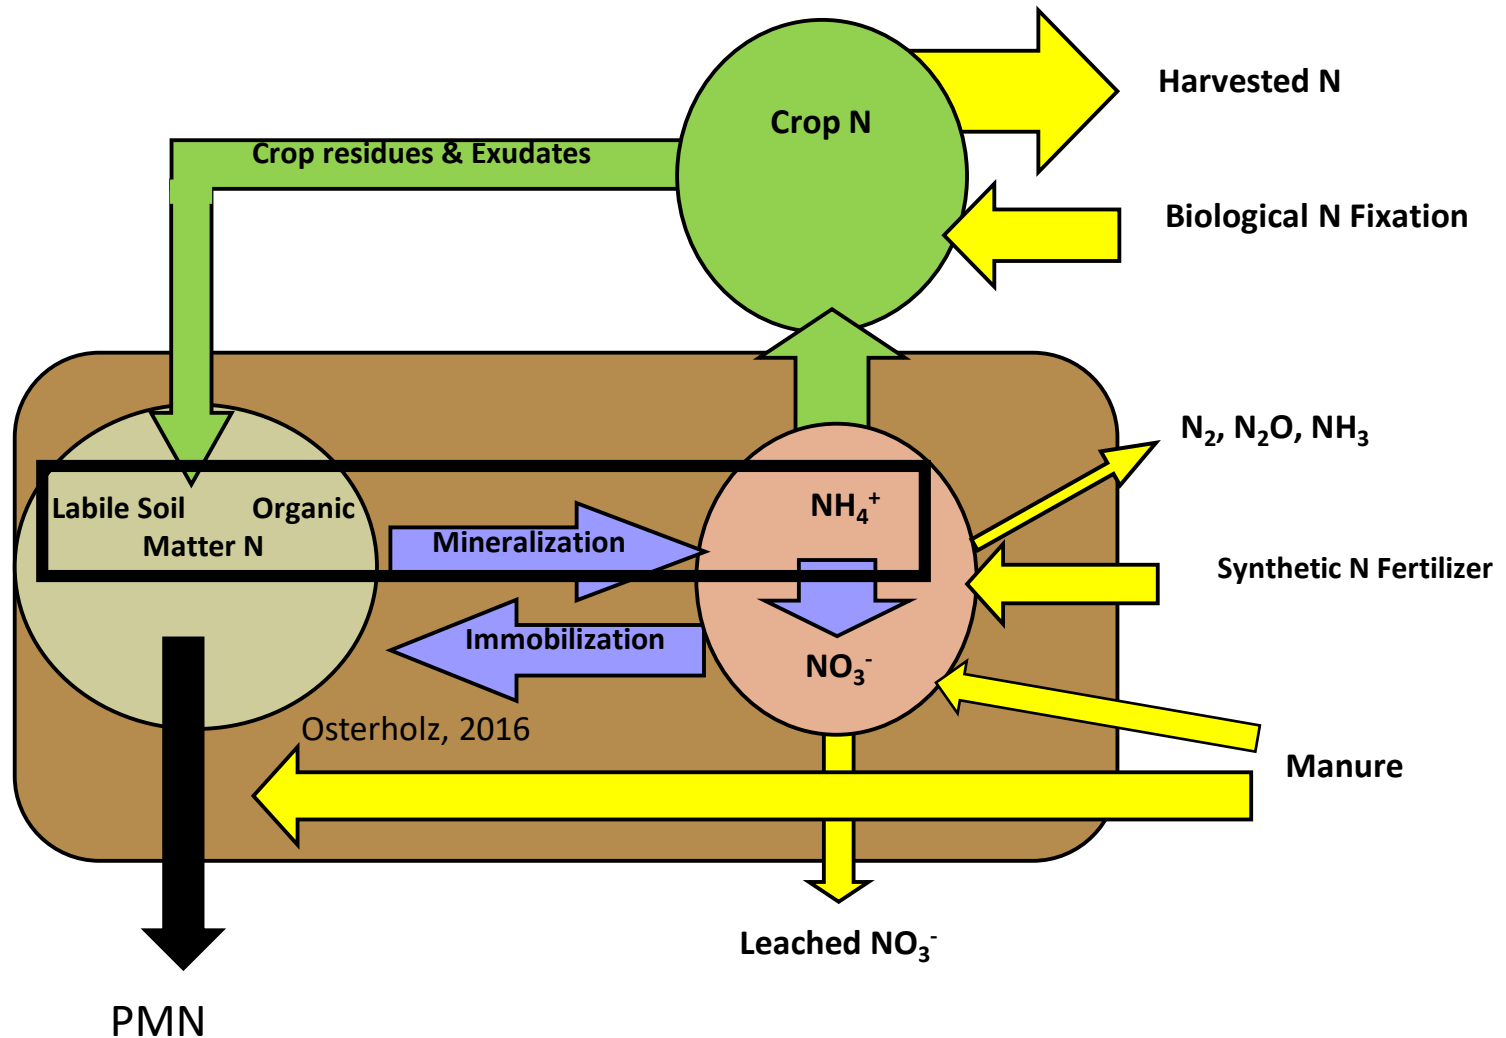 Harvested N
Crop N
Crop residues & Exudates
Biological N Fixation
N₂, N₂O, NH₃
Labile Soil Organic
Matter N
NH₄⁺
Mineralization
Synthetic N Fertilizer
Immobilization
NO₃⁻
Osterholz, 2016
Manure
Leached NO₃⁻
PMN